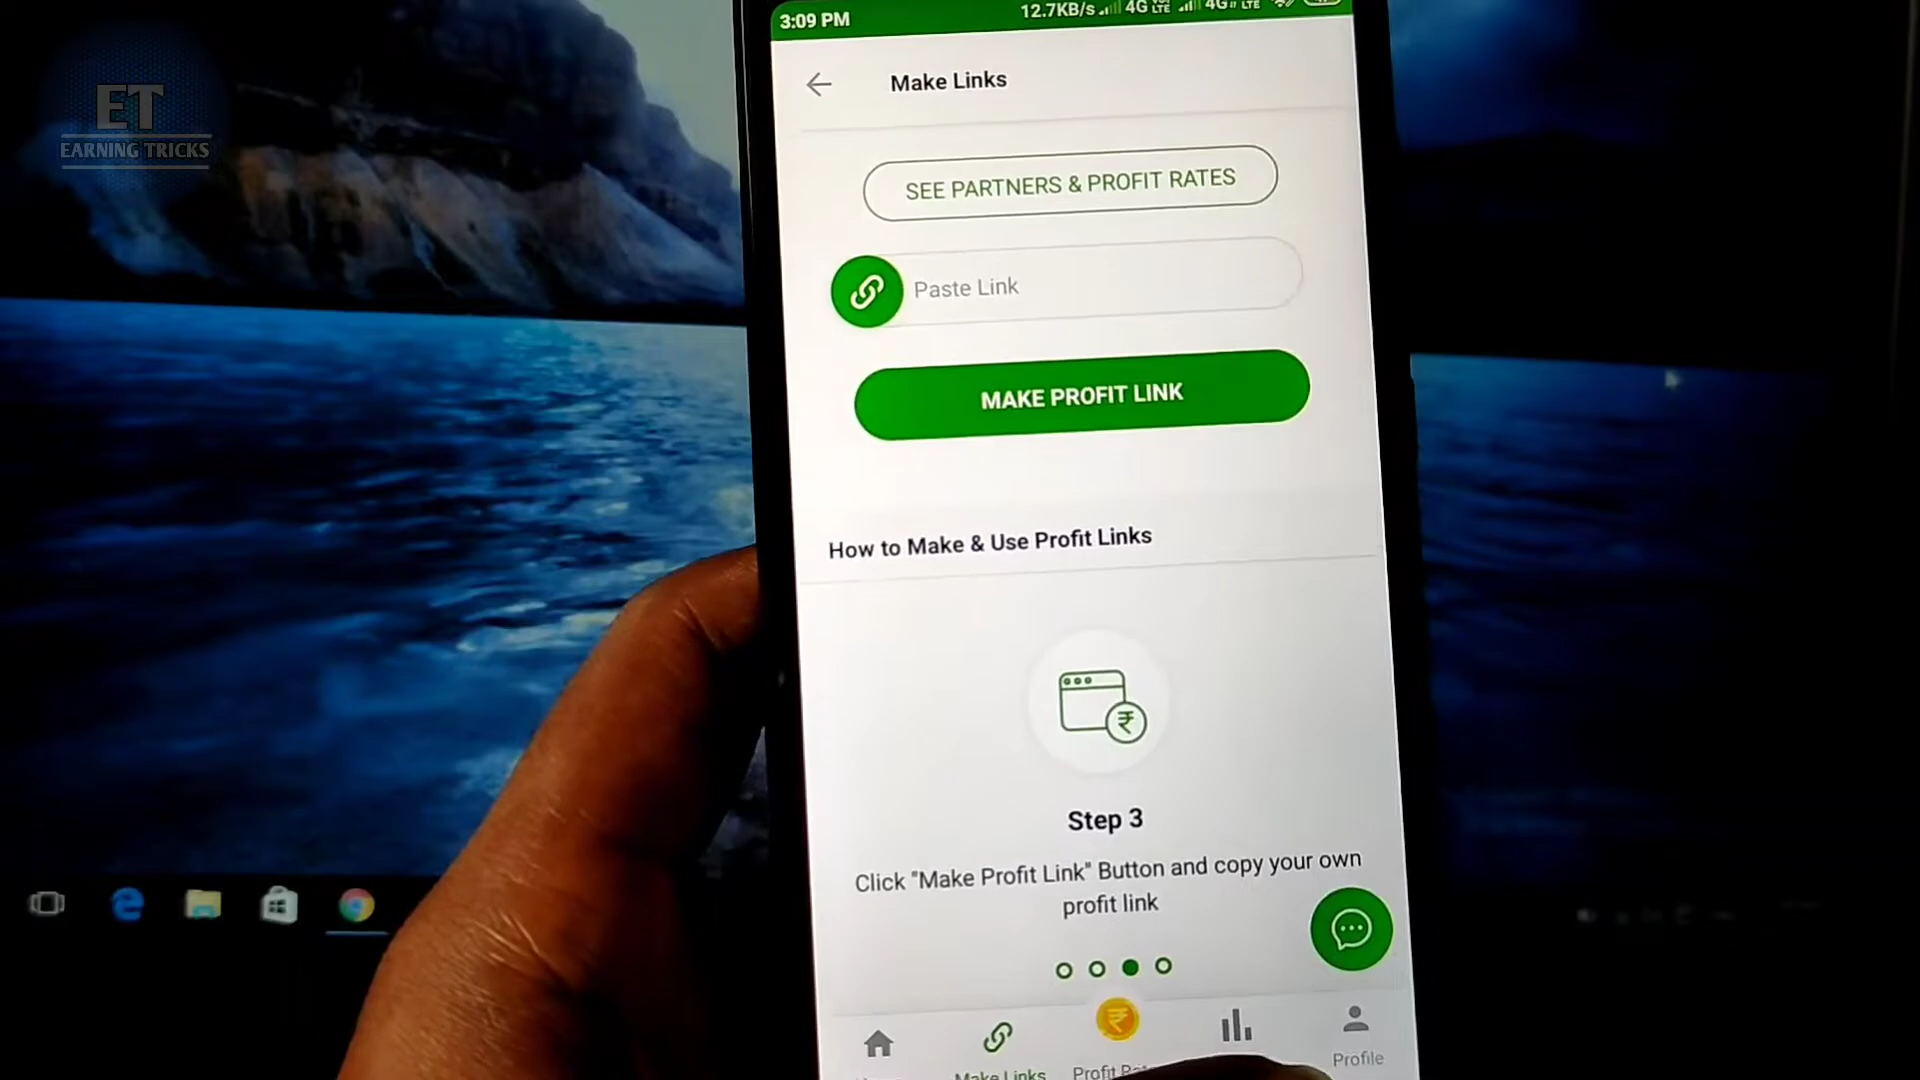 3:09 PM
12.7KB/s 4G LTE 4G LTE
ET
EARNING TRICKS
Make Links
SEE PARTNERS & PROFIT RATES
Paste Link
MAKE PROFIT LINK
How to Make & Use Profit Links
Step 3
Click "Make Profit Link" Button and copy your own
profit link
Make Links
Profit
Profile